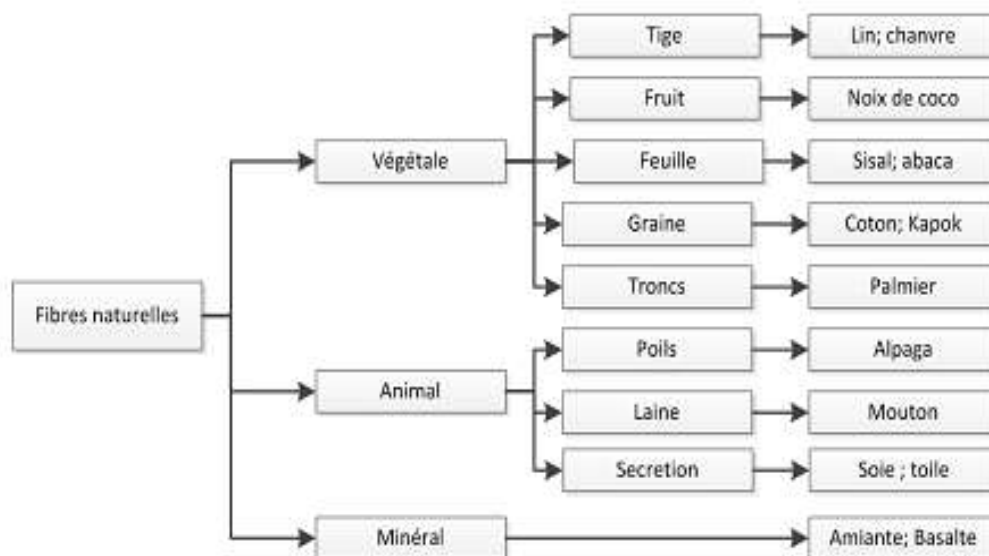 Tige
Lin; chanvre
Fruit
Noix de coco
Végétale
Feuille
Sisal; abaca
Graine
Coton; Kapok
Troncs
Palmier
Fibres naturelles
Poils
Alpaga
Animal
Laine
Mouton
Secretion
Soie ; toile
Minéral
Amiante; Basalte